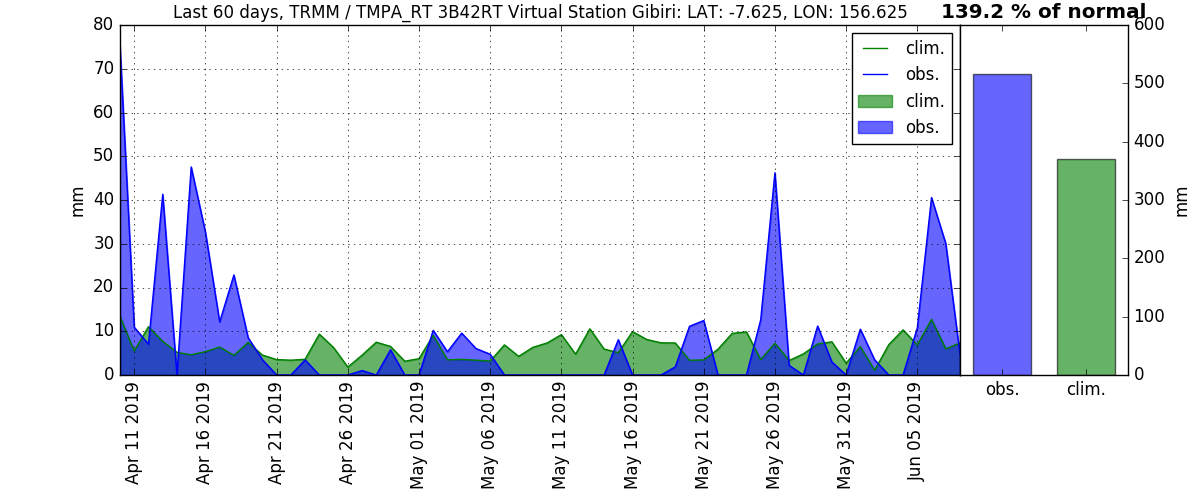 Last 60 days, TRMM / TMPA_RT 3B42RT Virtual Station Gibiri: LAT: -7.625, LON: 156.625
139.2 % of normal
80
70
60
50
40
30
20
10
0
mm
clim.
obs.
clim.
obs.
600
500
400
300
200
100
0
mm
Apr 11 2019
Apr 16 2019
Apr 21 2019
Apr 26 2019
May 01 2019
May 06 2019
May 11 2019
May 16 2019
May 21 2019
May 26 2019
May 31 2019
Jun 05 2019
obs.
clim.